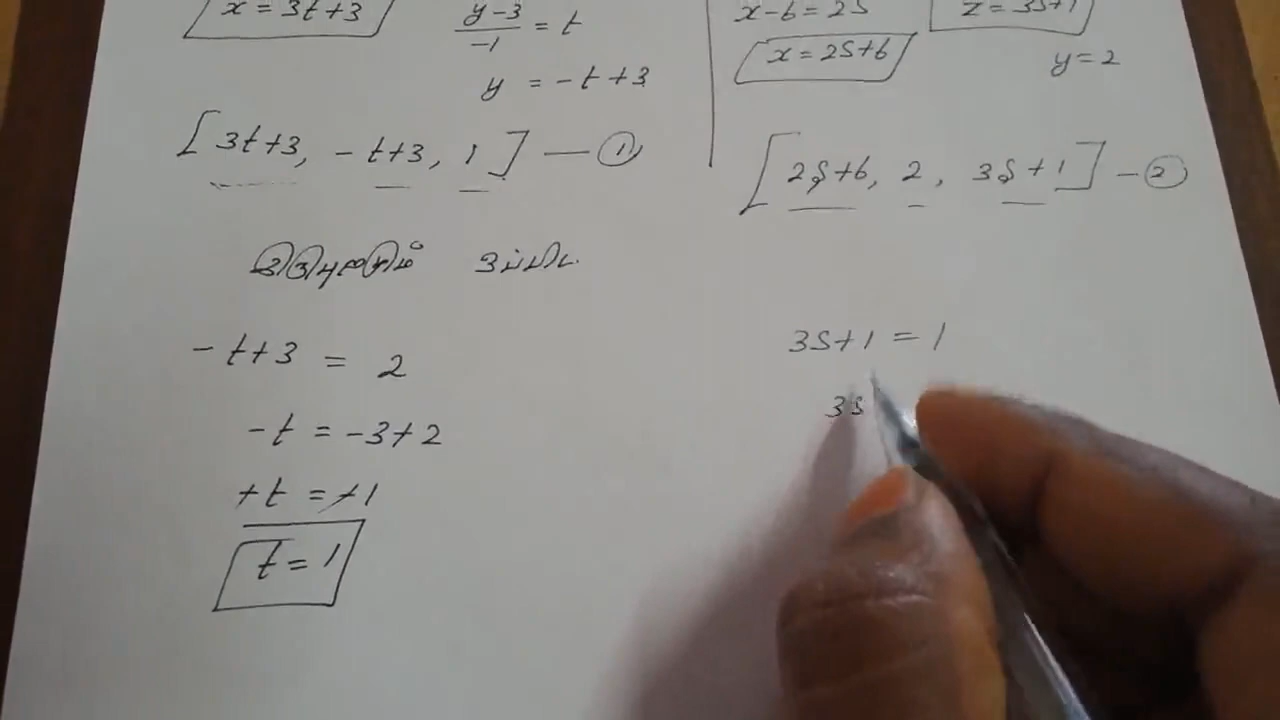 x = 3t+3
y-3/-1 = t
y = -t+3
[3t+3, -t+3, 1] — ①
x-6=2s
x=2s+6
z=3s+1
y=2
[2s+6, 2, 3s+1] — ②
-t+3 = 2
-t = -3+2
+t = +1
t=1
3s+1 = 1
3s